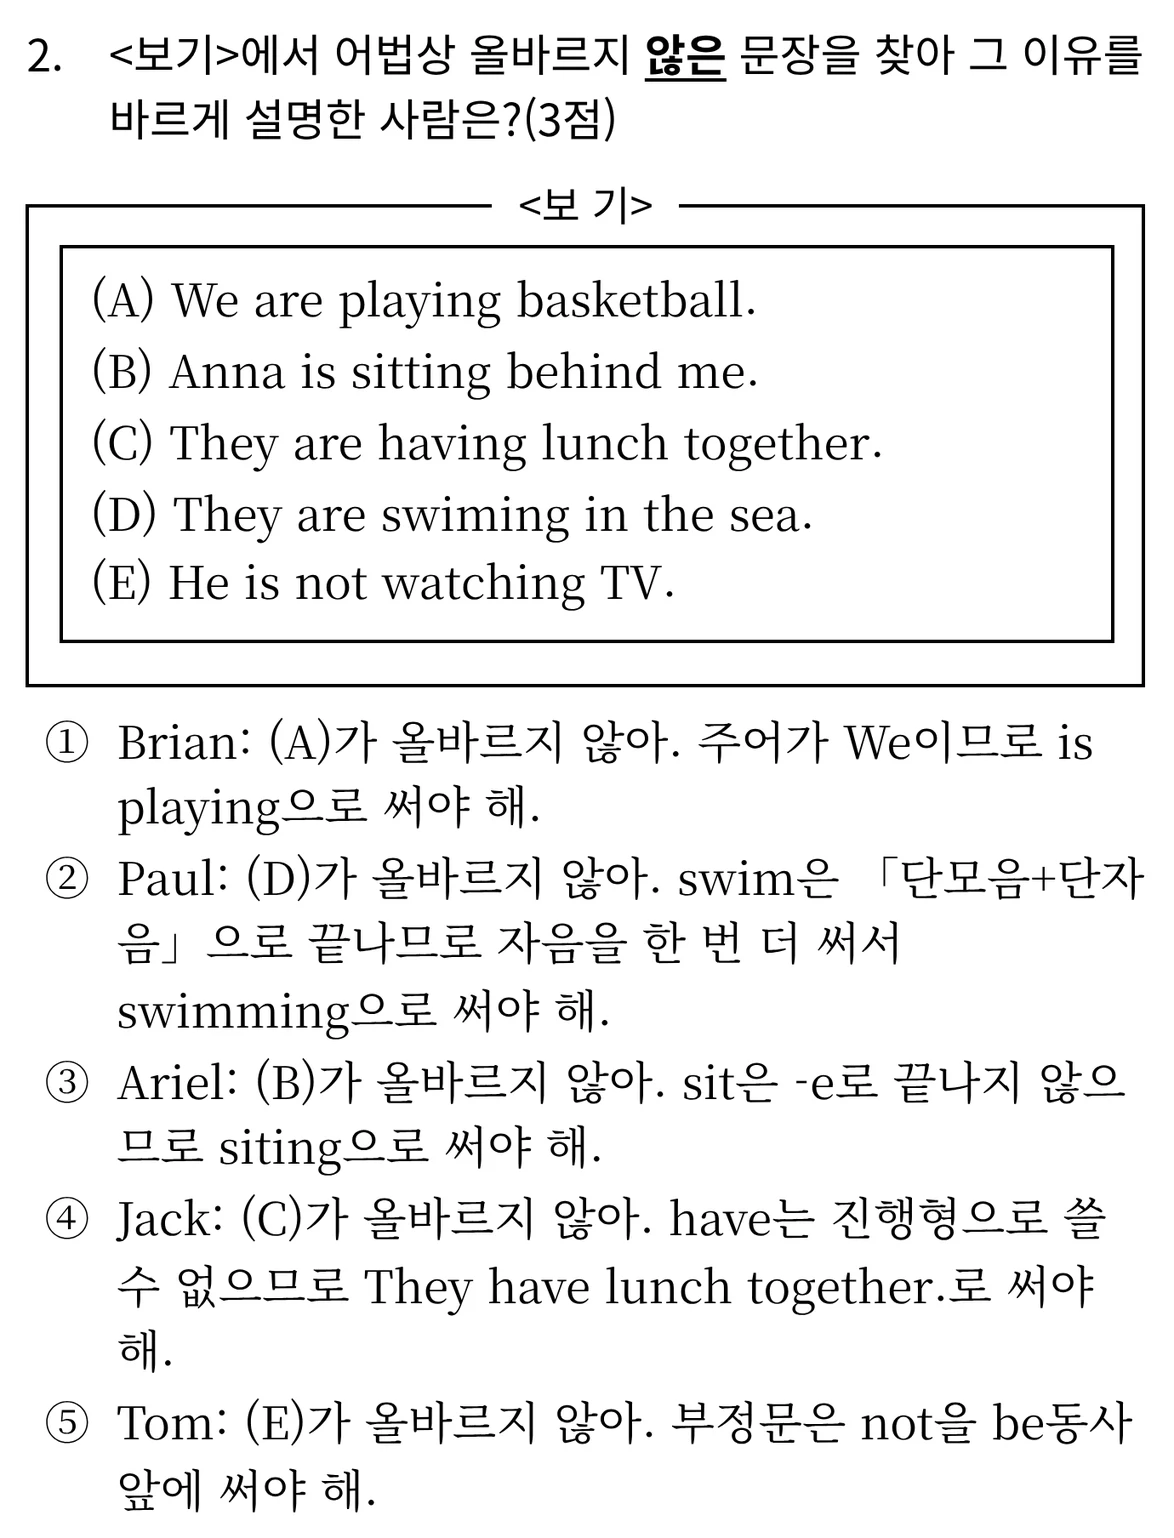 2. <보기>에서 어법상 올바르지 않은 문장을 찾아 그 이유를
바르게 설명한 사람은?(3점)
<보 기>
(A) We are playing basketball.
(B) Anna is sitting behind me.
(C) They are having lunch together.
(D) They are swiming in the sea.
(E) He is not watching TV.
① Brian: (A)가 올바르지 않아. 주어가 We이므로 is
playing으로 써야 해.
② Paul: (D)가 올바르지 않아. swim은 「단모음+단자
음」으로 끝나므로 자음을 한 번 더 써서
swimming으로 써야 해.
③ Ariel: (B)가 올바르지 않아. sit은 -e로 끝나지 않으
므로 siting으로 써야 해.
④ Jack: (C)가 올바르지 않아. have는 진행형으로 쓸
수 없으므로 They have lunch together.로 써야
해.
⑤ Tom: (E)가 올바르지 않아. 부정문은 not을 be동사
앞에 써야 해.